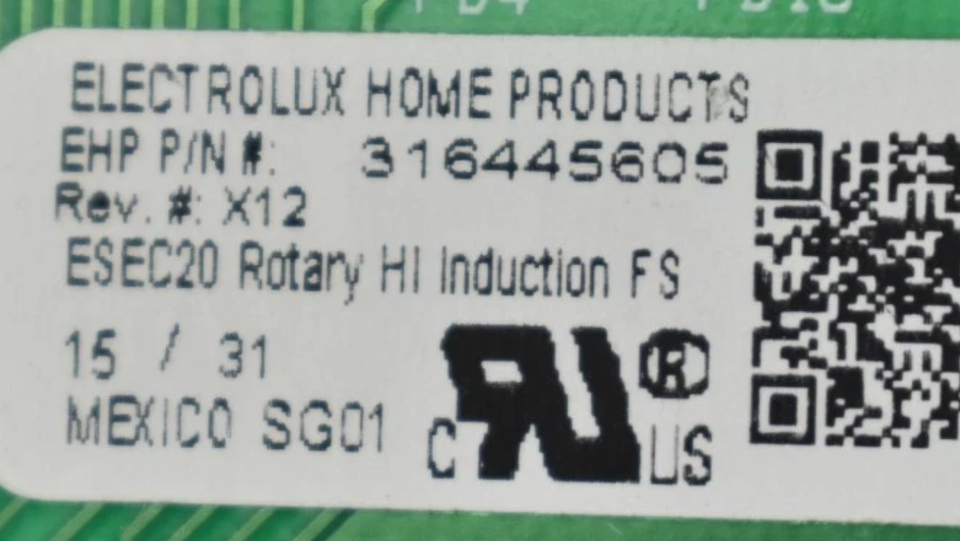 ELECTROLUX HOME PRODUCTS
EHP P/N #: 316445605
Rev. #: X12
ESEC20 Rotary HI Induction FS
15 / 31
MEXICO SG01
C US
®